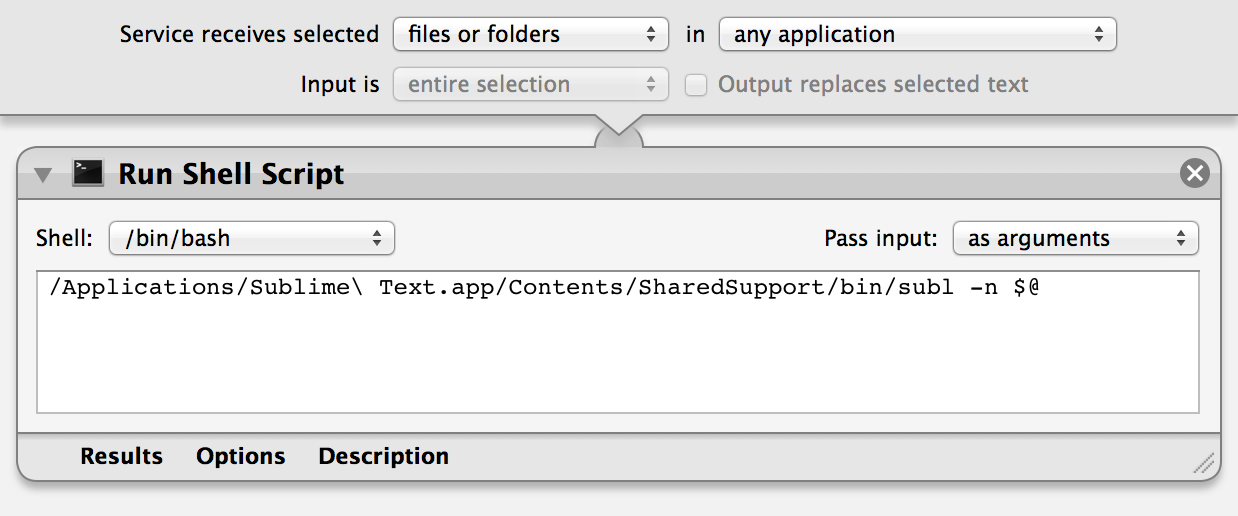 Service receives selected files or folders in any application
Input is entire selection Output replaces selected text
Run Shell Script
Shell: /bin/bash Pass input: as arguments
/Applications/Sublime\ Text.app/Contents/SharedSupport/bin/subl -n $@
Results Options Description